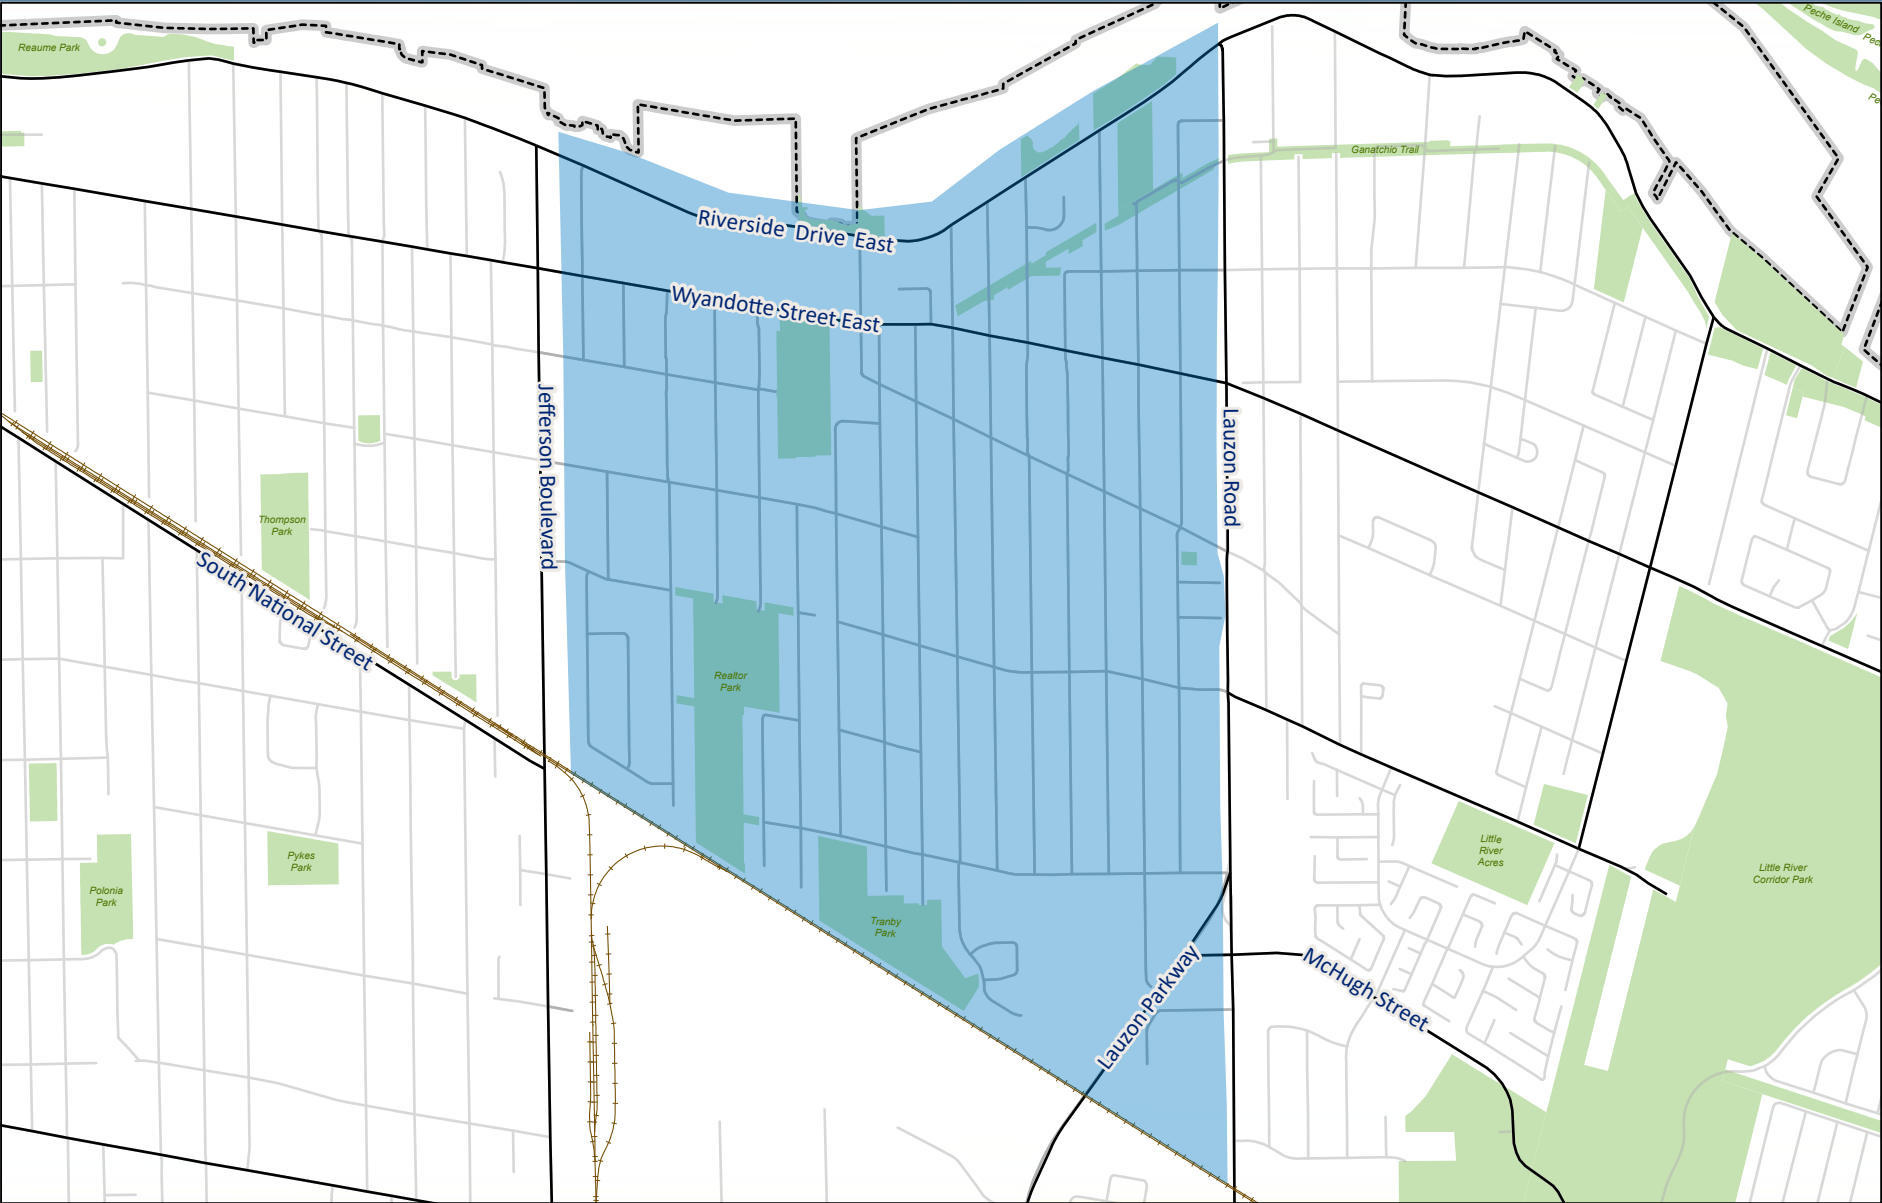 Reaume Park
Peche Island
Pec
Pe
Ganatchio Trail
Riverside Drive East
Wyandotte Street East
Jefferson Boulevard
Lauzon Road
Thompson
Park
South National Street
Realtor
Park
Little
River
Acres
Little River
Corridor Park
Pykes
Park
Polonia
Park
Tranby
Park
Lauzon Parkway
McHugh Street